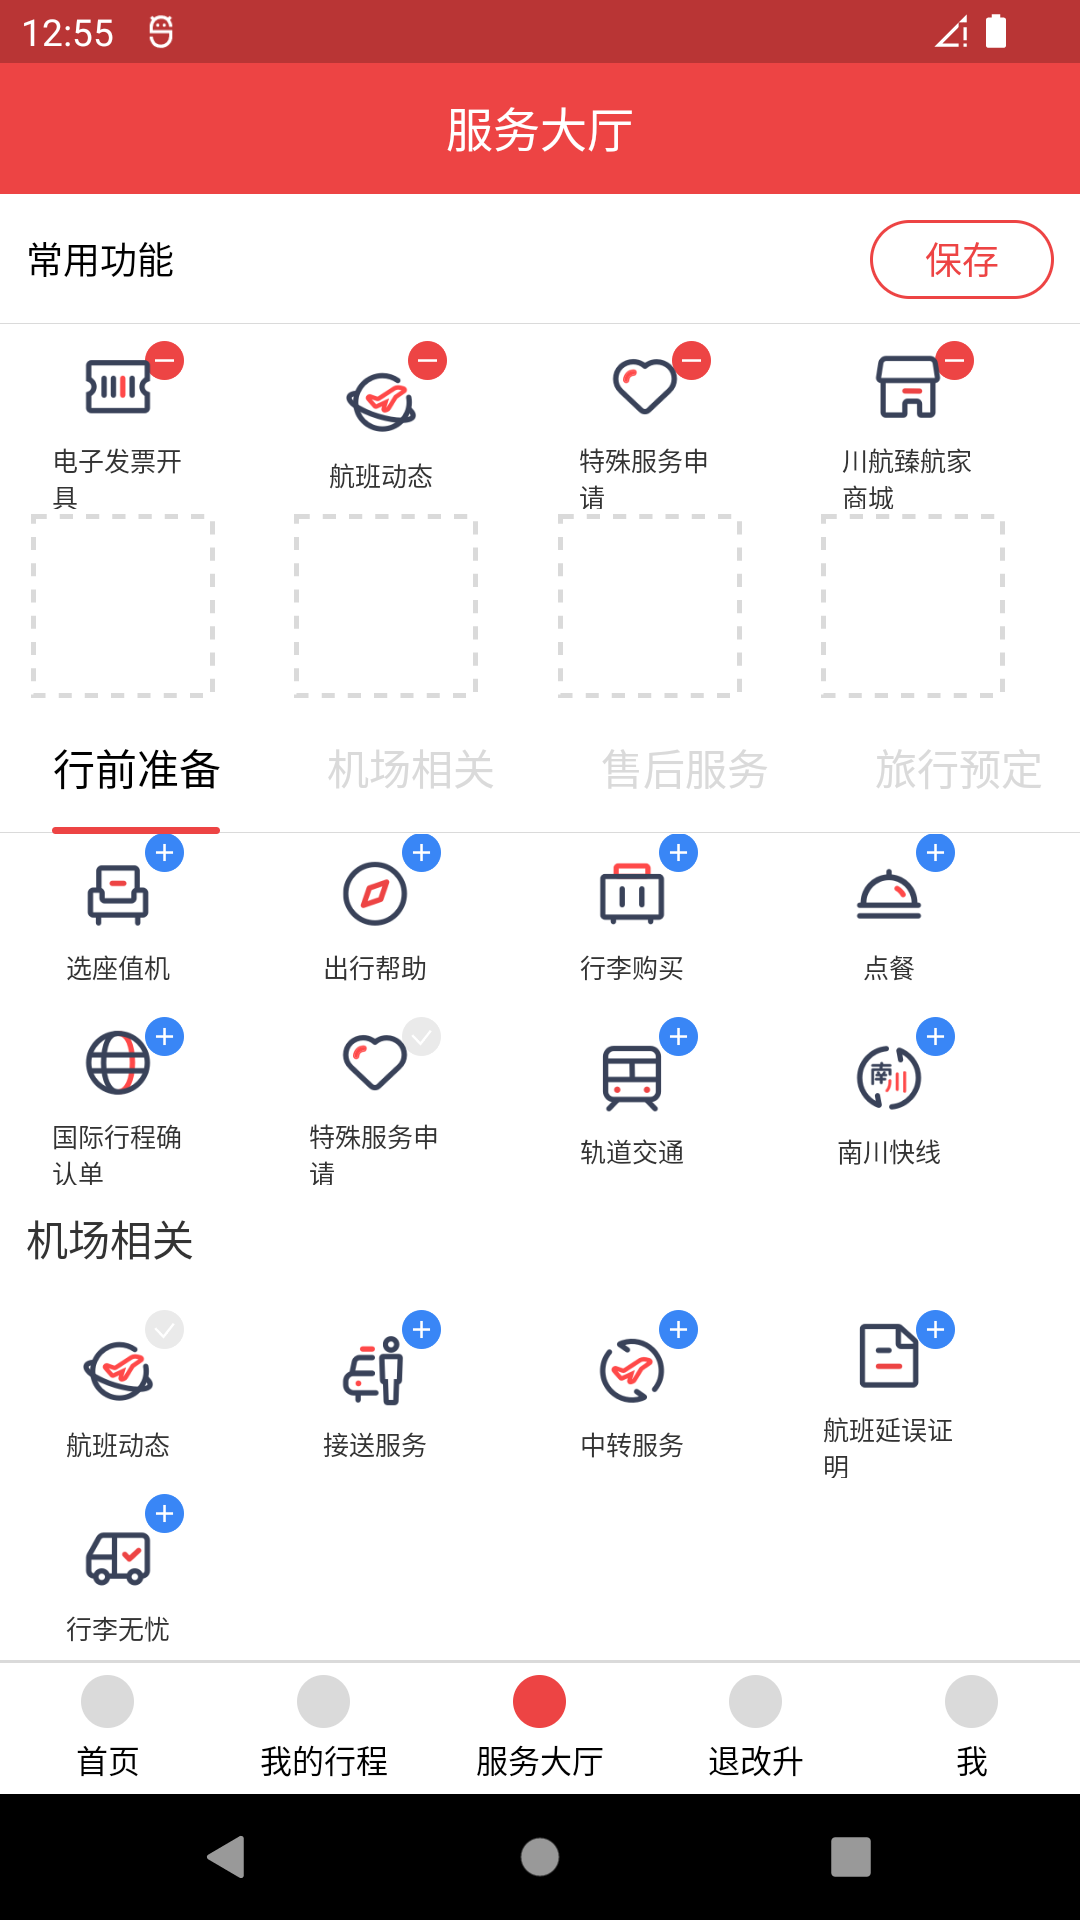 12:55
服务大厅
常用功能
保存
电子发票开
具
航班动态
特殊服务申
请
川航臻航家
商城
行前准备
机场相关
售后服务
旅行预定
选座值机
出行帮助
行李购买
点餐
国际行程确
认单
特殊服务申
请
轨道交通
南川
南川快线
机场相关
航班动态
接送服务
中转服务
航班延误证
明
行李无忧
首页
我的行程
服务大厅
退改升
我